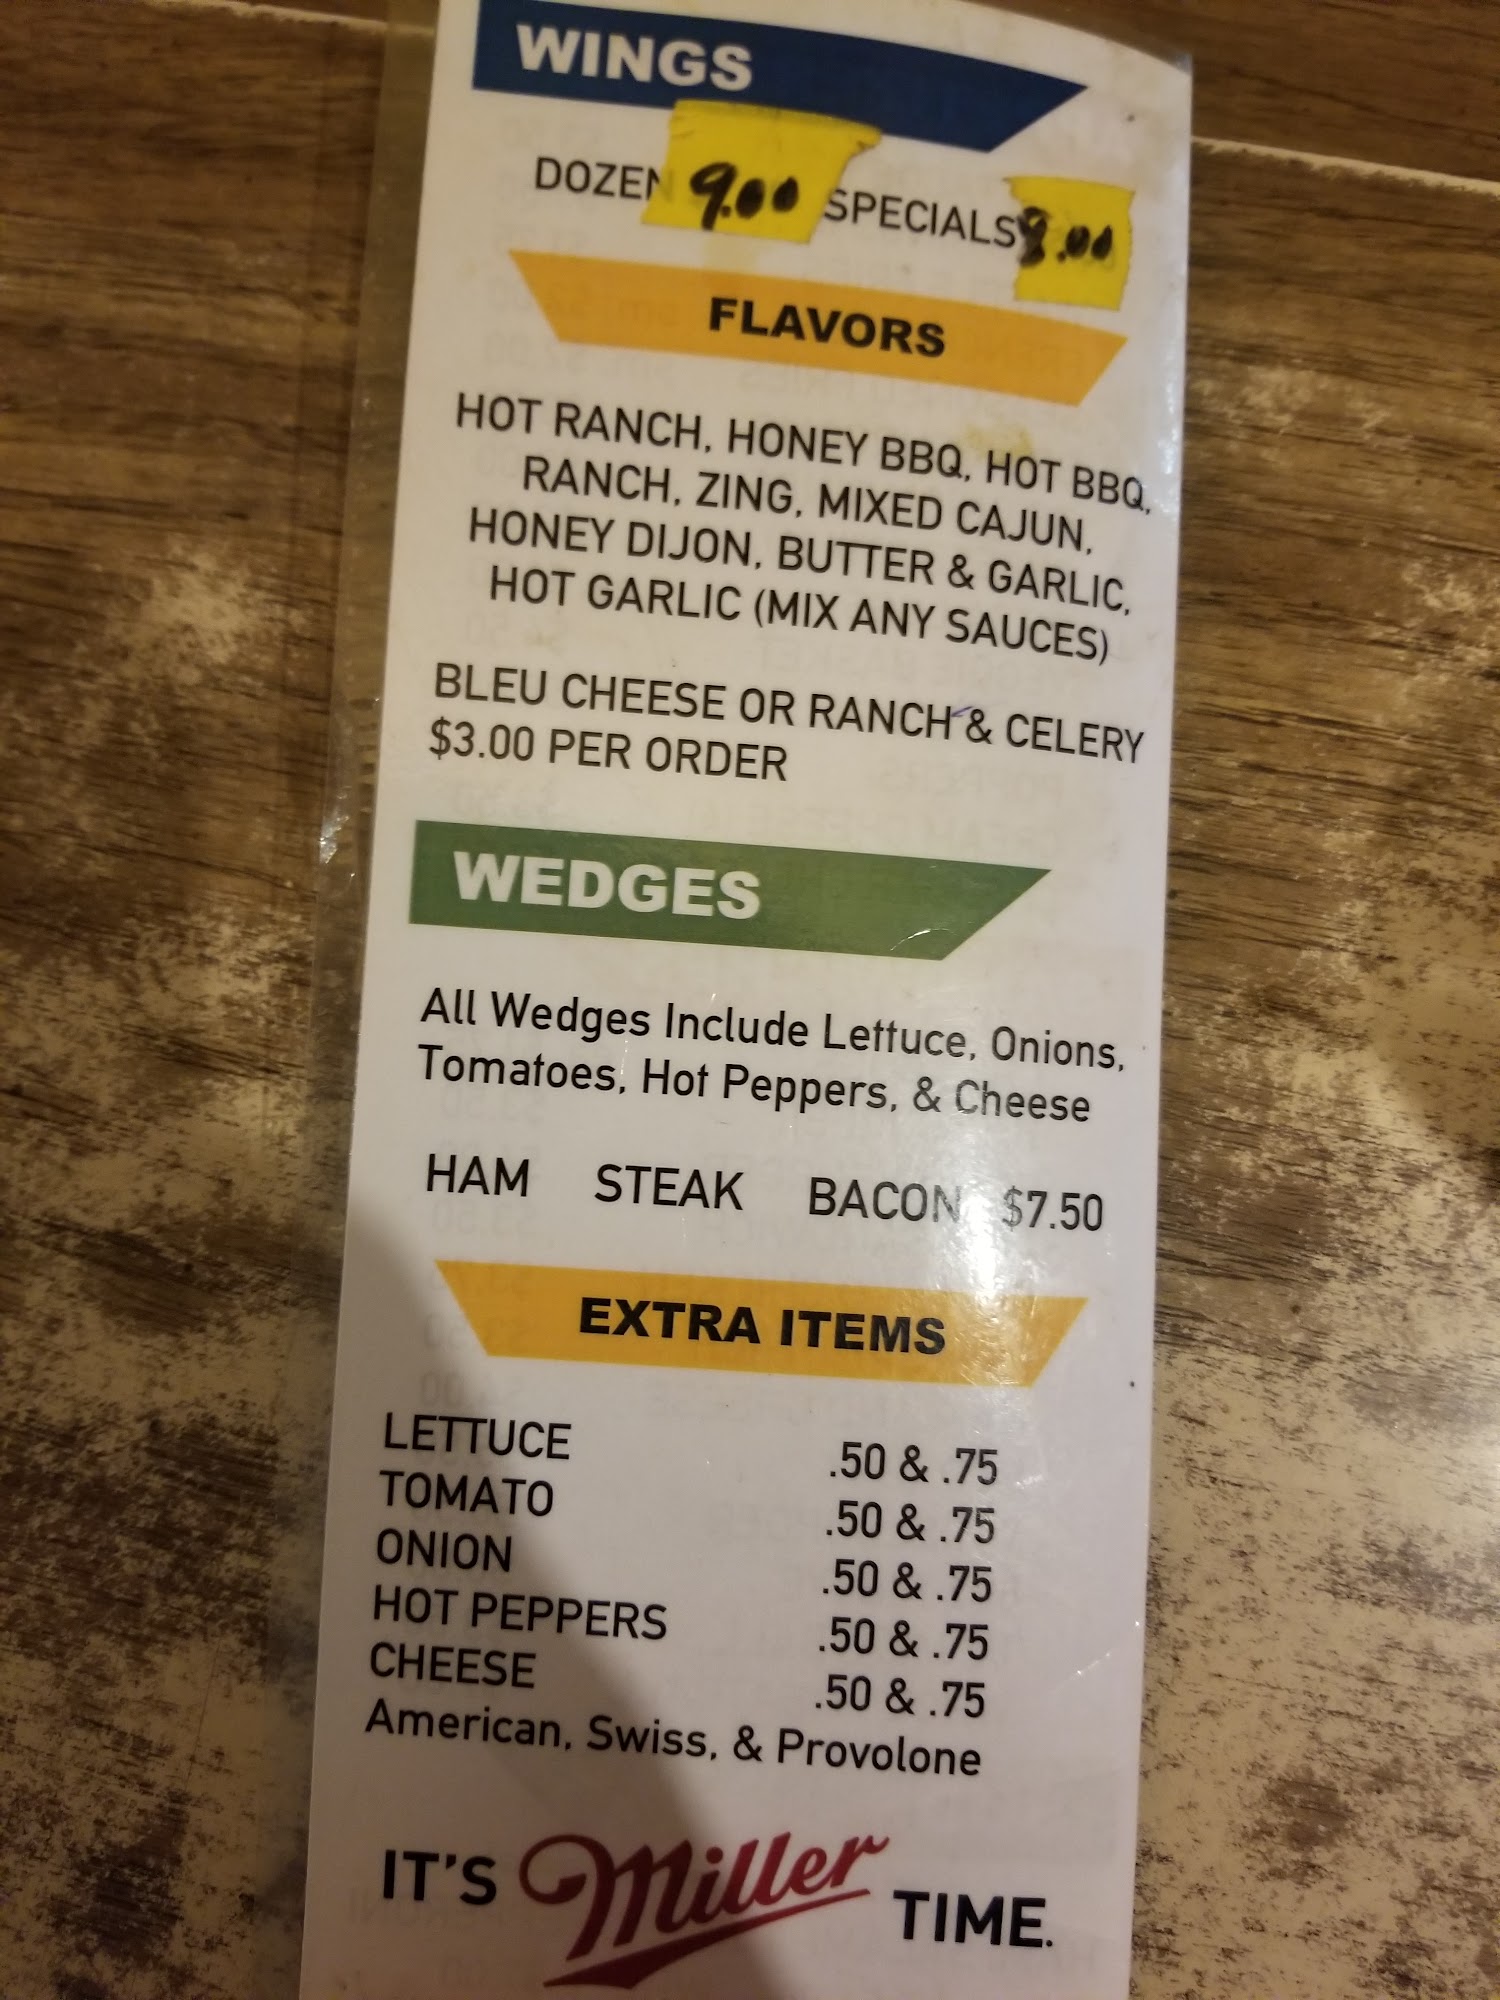 WINGS
DOZEN 9.00 SPECIALS 8.00
FLAVORS
HOT RANCH, HONEY BBQ, HOT BBQ,
RANCH, ZING, MIXED CAJUN,
HONEY DIJON, BUTTER & GARLIC,
HOT GARLIC (MIX ANY SAUCES)
BLEU CHEESE OR RANCH & CELERY
$3.00 PER ORDER
WEDGES
All Wedges Include Lettuce, Onions,
Tomatoes, Hot Peppers, & Cheese
HAM STEAK BACON $7.50
EXTRA ITEMS
LETTUCE .50 & .75
TOMATO .50 & .75
ONION .50 & .75
HOT PEPPERS .50 & .75
CHEESE .50 & .75
American, Swiss, & Provolone
IT'S Miller TIME.